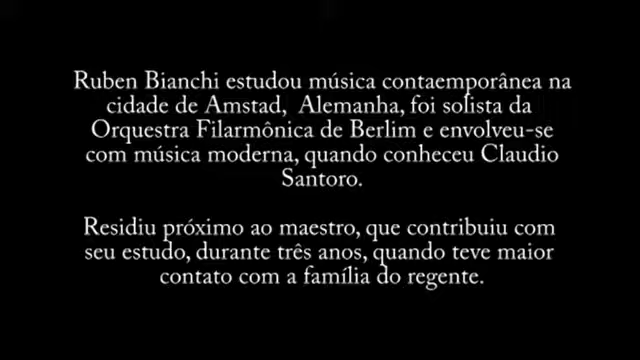 Ruben Bianchi estudou música contaemporânea na
cidade de Amstad,  Alemanha, foi solista da
Orquestra Filarmônica de Berlim e envolveu-se
com música moderna, quando conheceu Claudio
Santoro.
Residiu próximo ao maestro, que contribuiu com
seu estudo, durante três anos, quando teve maior
contato com a família do regente.